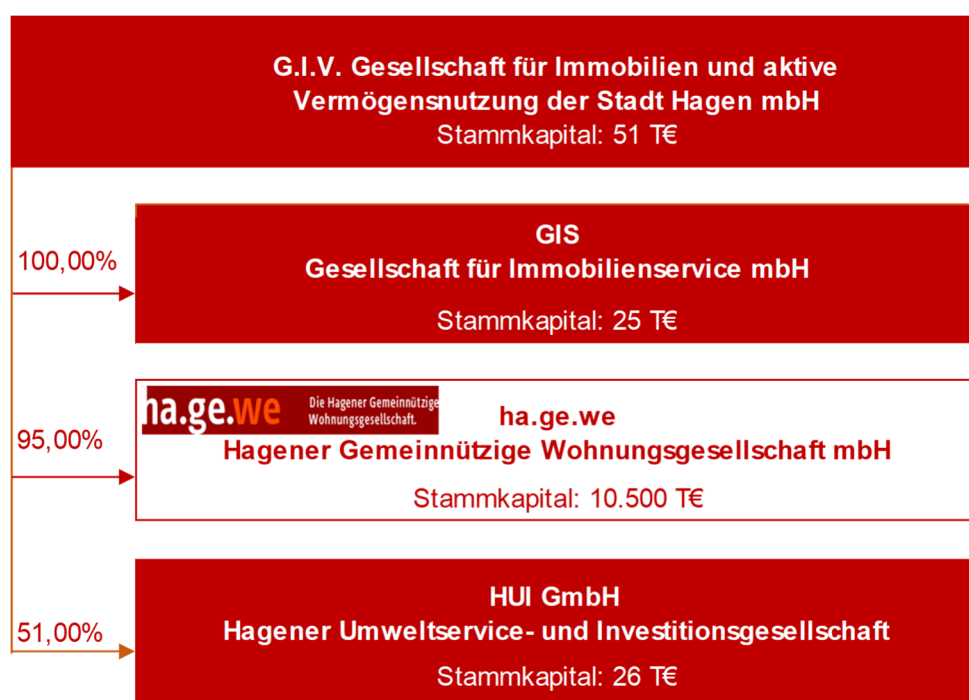 G.I.V. Gesellschaft für Immobilien und aktive
Vermögensnutzung der Stadt Hagen mbH
Stammkapital: 51 T€
100,00%
GIS
Gesellschaft für Immobilienservice mbH
Stammkapital: 25 T€
95,00%
ha.ge.we
Die Hagener Gemeinnützige
Wohnungsgesellschaft.
ha.ge.we
Hagener Gemeinnützige Wohnungsgesellschaft mbH
Stammkapital: 10.500 T€
51,00%
HUI GmbH
Hagener Umweltservice- und Investitionsgesellschaft
Stammkapital: 26 T€